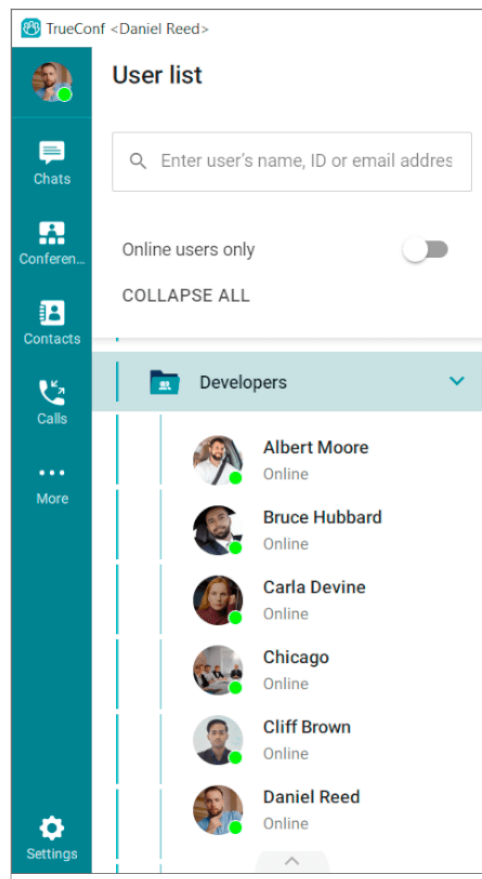 TrueConf <Daniel Reed>
User list
Enter user's name, ID or email addres
Chats
Online users only
Conferen...
COLLAPSE ALL
Contacts
Developers
Calls
Albert Moore
Online
More
Bruce Hubbard
Online
Carla Devine
Online
Chicago
Online
Cliff Brown
Online
Daniel Reed
Online
Settings